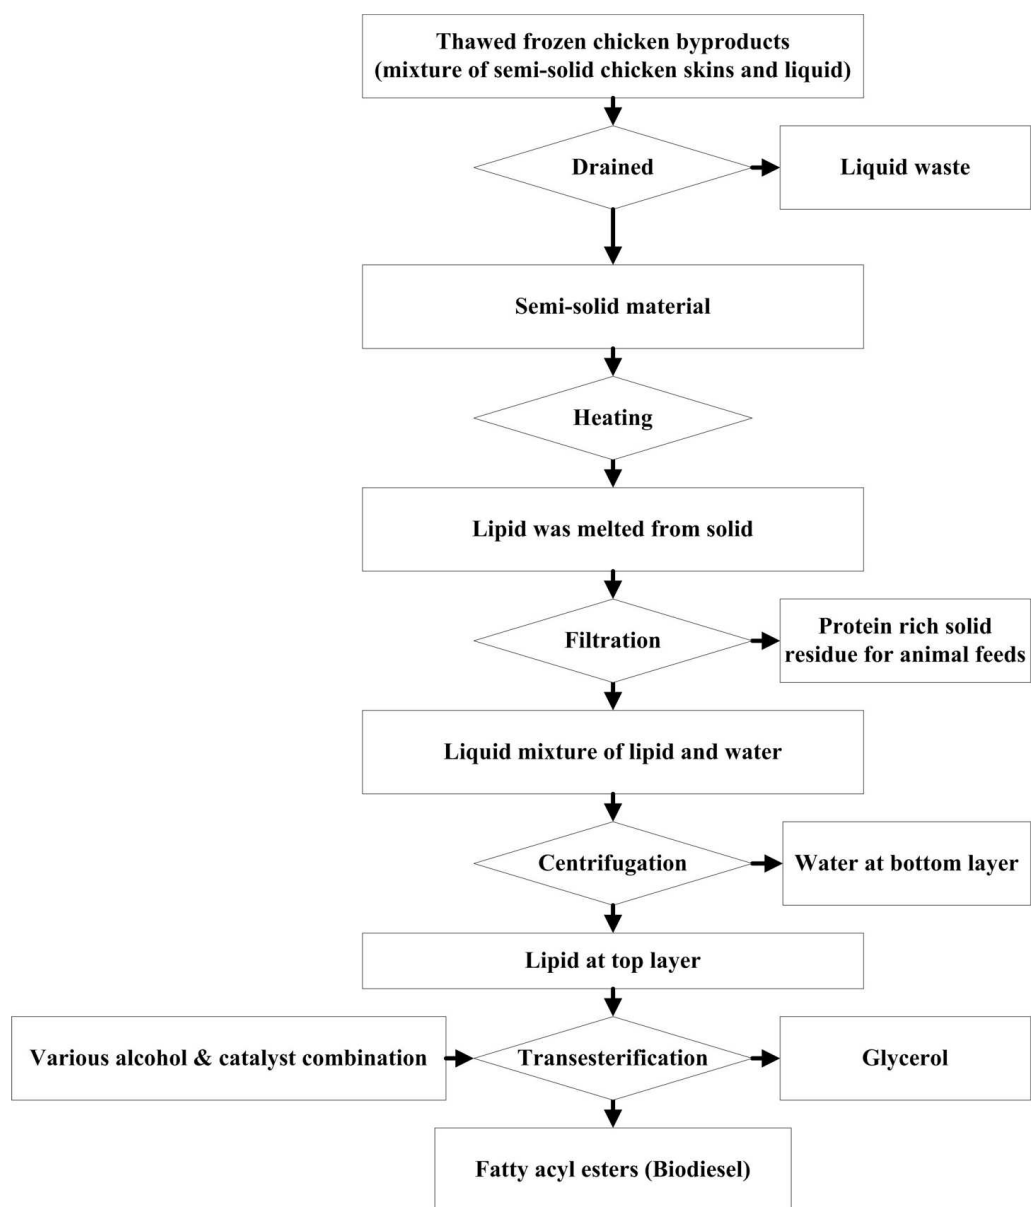 Thawed frozen chicken byproducts
(mixture of semi-solid chicken skins and liquid)
Drained
Liquid waste
Semi-solid material
Heating
Lipid was melted from solid
Filtration
Protein rich solid
residue for animal feeds
Liquid mixture of lipid and water
Centrifugation
Water at bottom layer
Lipid at top layer
Various alcohol & catalyst combination
Transesterification
Glycerol
Fatty acyl esters (Biodiesel)